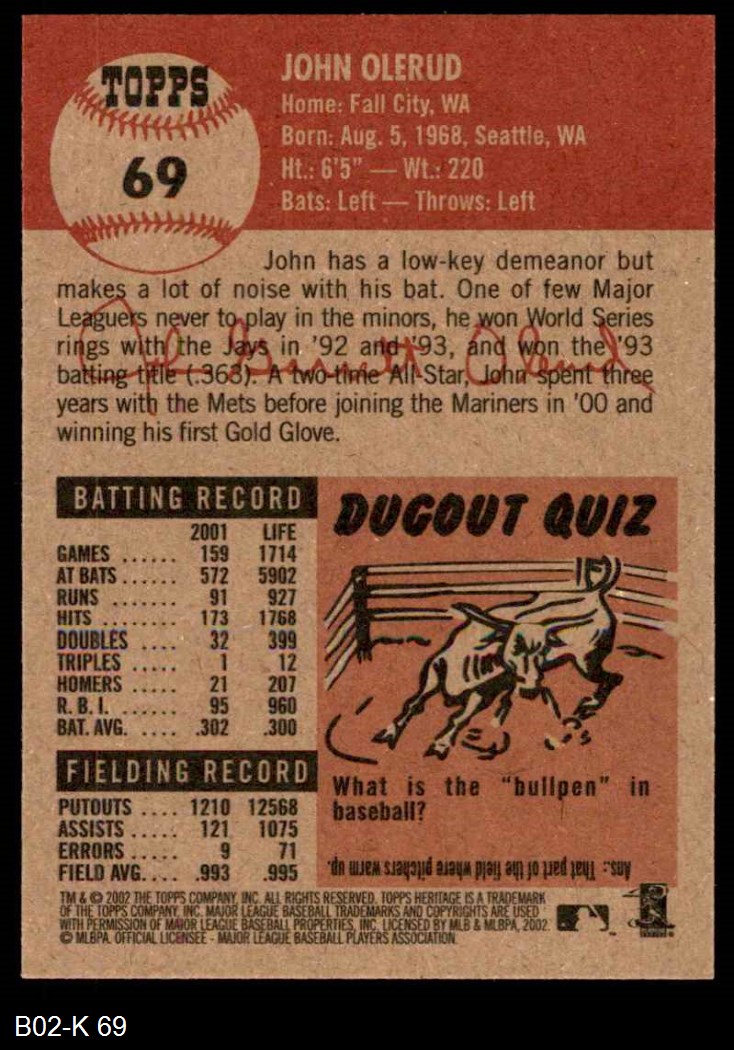 TOPPS
69
JOHN OLERUD
Home: Fall City, WA
Born: Aug. 5, 1968, Seattle, WA
Ht.: 6'5" — Wt.: 220
Bats: Left — Throws: Left
John has a low-key demeanor but
makes a lot of noise with his bat. One of few Major
Leaguers never to play in the minors, he won World Series
rings with the Jays in '92 and '93, and won the '93
batting title (.363). A two-time All-Star, John spent three
years with the Mets before joining the Mariners in '00 and
winning his first Gold Glove.
BATTING RECORD
2001 LIFE
GAMES ...... 159 1714
AT BATS ...... 572 5902
RUNS ....... 91 927
HITS ........ 173 1768
DOUBLES .... 32 399
TRIPLES ..... 1 12
HOMERS ..... 21 207
R. B. I. ...... 95 960
BAT. AVG. .... .302 .300
FIELDING RECORD
PUTOUTS .... 1210 12568
ASSISTS ..... 121 1075
ERRORS ..... 9 71
FIELD AVG. ... .993 .995
DUGOUT QUIZ
What is the "bullpen" in
baseball?
Ans.: That part of the field where pitchers warm up.
TM & © 2002 THE TOPPS COMPANY, INC. ALL RIGHTS RESERVED. TOPPS HERITAGE IS A TRADEMARK
OF THE TOPPS COMPANY, INC. MAJOR LEAGUE BASEBALL TRADEMARKS AND COPYRIGHTS ARE USED
WITH PERMISSION OF MAJOR LEAGUE BASEBALL PROPERTIES, INC. LICENSED BY MLB & MLBPA, 2002.
© MLBPA. OFFICIAL LICENSEE - MAJOR LEAGUE BASEBALL PLAYERS ASSOCIATION.
B02-K 69